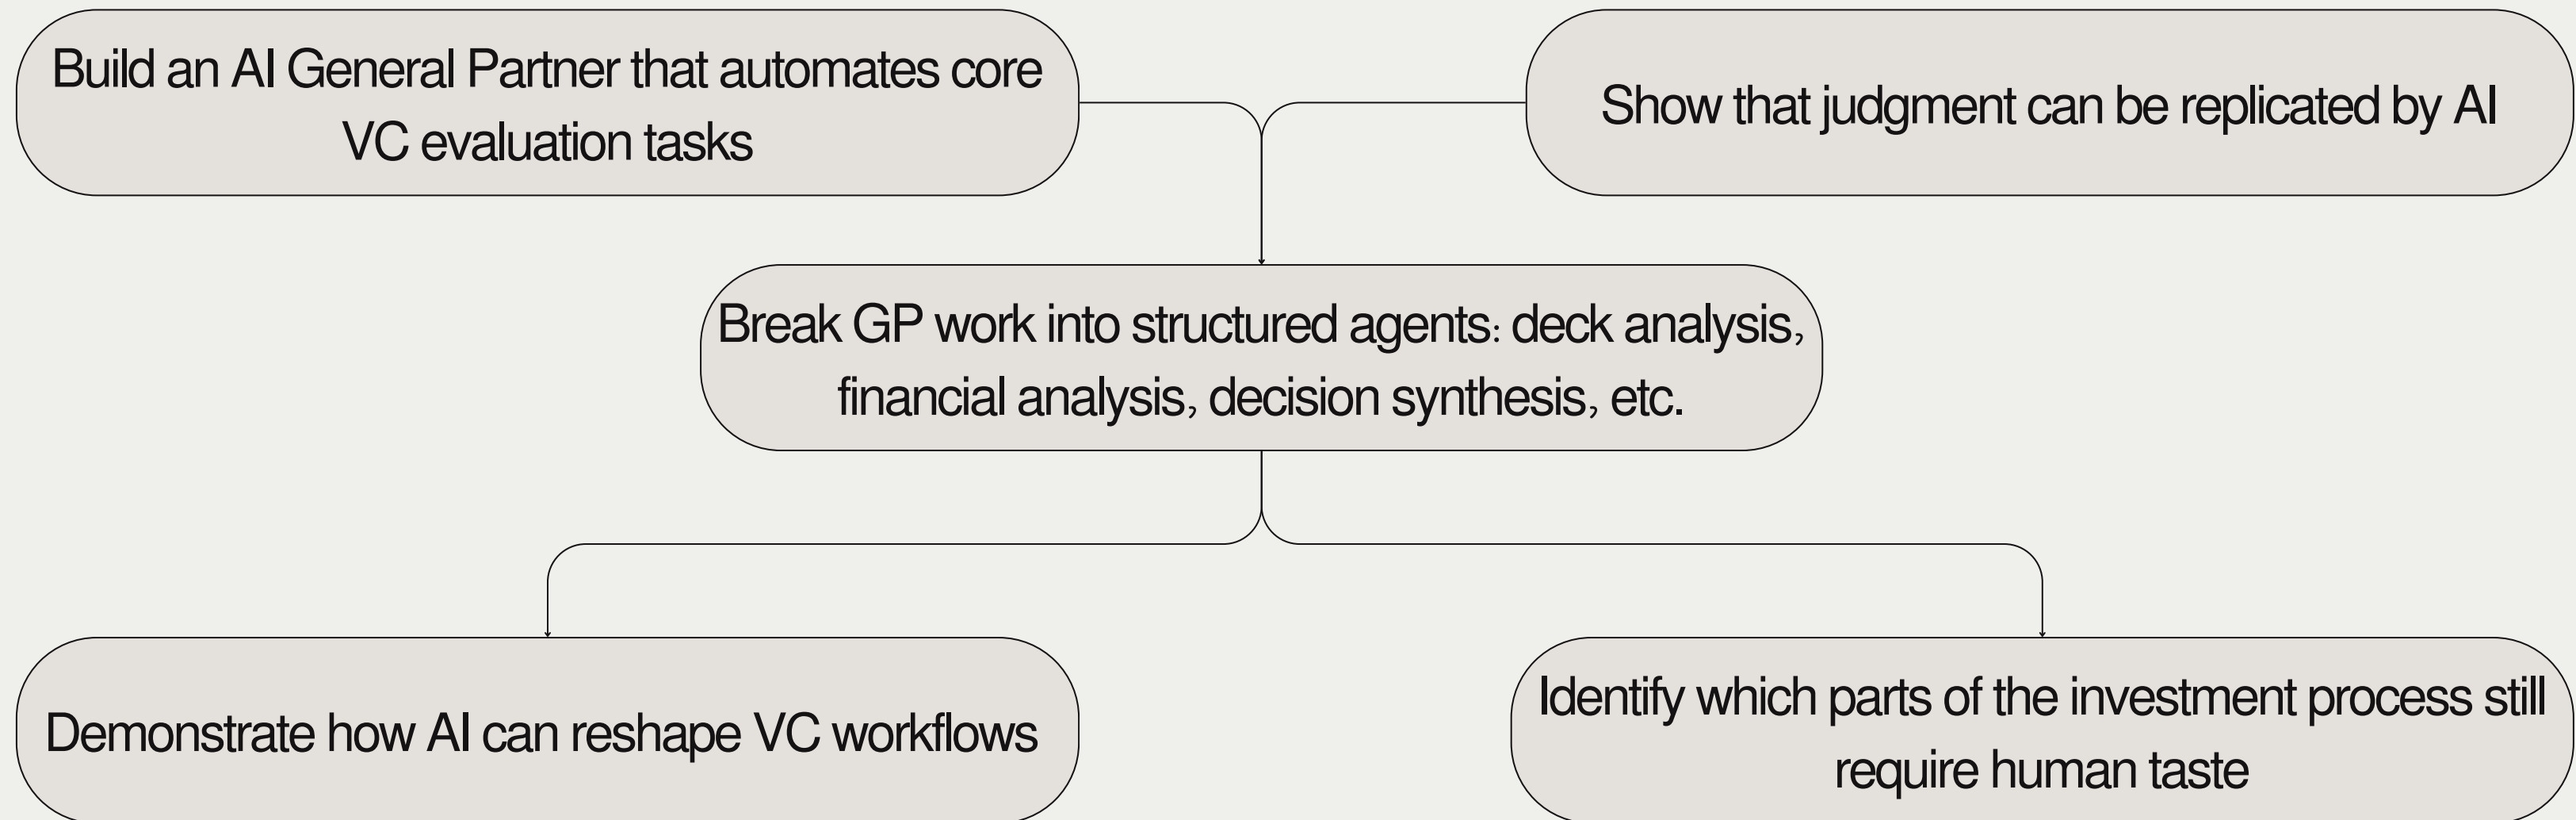 Build an AI General Partner that automates core
VC evaluation tasks
Show that judgment can be replicated by AI
Break GP work into structured agents: deck analysis,
financial analysis, decision synthesis, etc.
Demonstrate how AI can reshape VC workflows
Identify which parts of the investment process still
require human taste